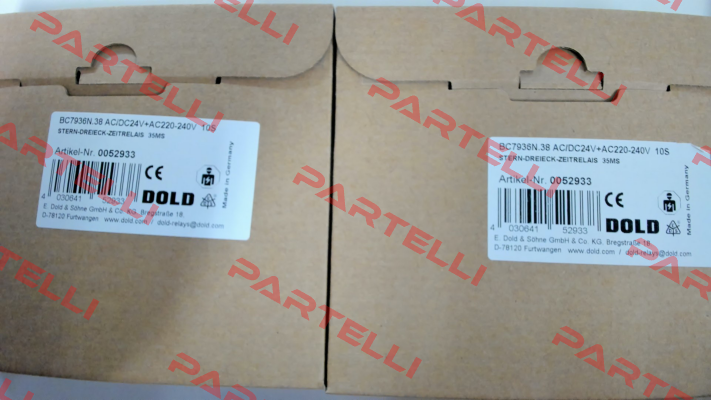 BC7936N.38 AC/DC24V+AC220-240V 10S
STERN-DREIECK-ZEITRELAIS 35MS
Artikel-Nr. 0052933
CE
4 030641 52933
DOLD
Made in Germany
E. Dold & Söhne GmbH & Co. KG, Bregstraße 18,
D-78120 Furtwangen www.dold.com / dold-relays@dold.com
BC7936N.38 AC/DC24V+AC220-240V 10S
STERN-DREIECK-ZEITRELAIS 35MS
Artikel-Nr. 0052933
CE
4 030641 52933
DOLD
Made in Germany
E. Dold & Söhne GmbH & Co. KG, Bregstraße 18,
D-78120 Furtwangen www.dold.com / dold-relays@dold.com
PARTELLI
PARTELLI
PARTELLI
PARTELLI
PARTELLI
PARTELLI